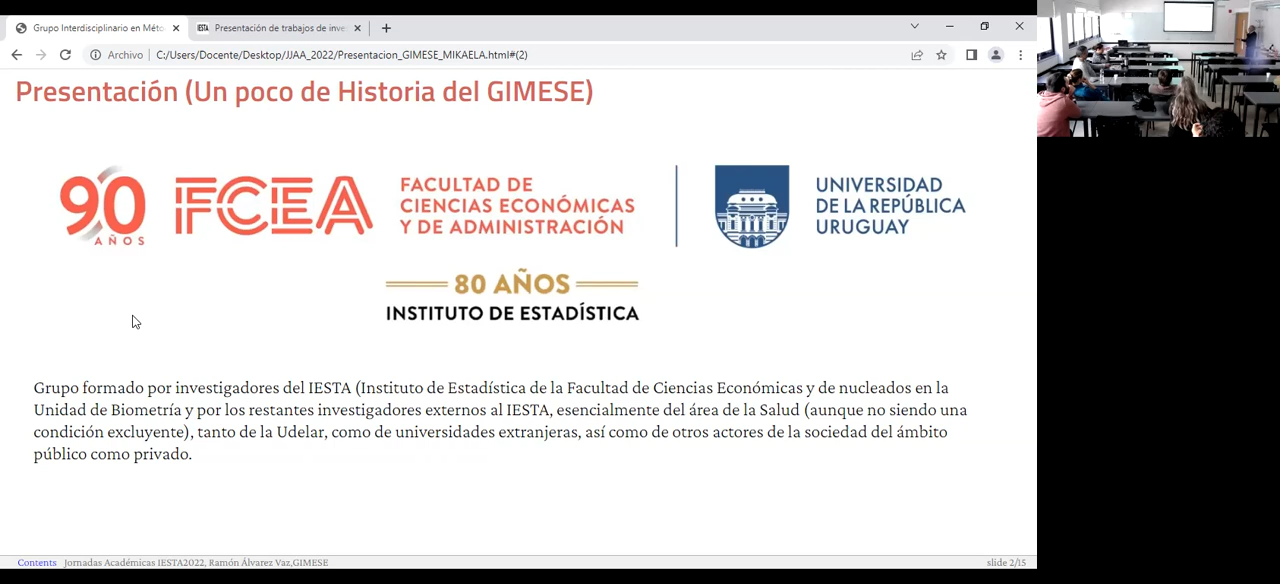 Grupo Interdisciplinario en Méto
IESTA Presentación de trabajos de inve
Archivo C:/Users/Docente/Desktop/JJAA_2022/Presentacion_GIMESE_MIKAELA.html#(2)
Presentación (Un poco de Historia del GIMESE)
90 AÑOS
FCEA
FACULTAD DE
CIENCIAS ECONÓMICAS
Y DE ADMINISTRACIÓN
UNIVERSIDAD
DE LA REPÚBLICA
URUGUAY
80 AÑOS
INSTITUTO DE ESTADÍSTICA
Grupo formado por investigadores del IESTA (Instituto de Estadística de la Facultad de Ciencias Económicas y de nucleados en la
Unidad de Biometría y por los restantes investigadores externos al IESTA, esencialmente del área de la Salud (aunque no siendo una
condición excluyente), tanto de la Udelar, como de universidades extranjeras, así como de otros actores de la sociedad del ámbito
público como privado.
Contents Jornadas Académicas IESTA2022, Ramón Álvarez Vaz,GIMESE slide 2/15